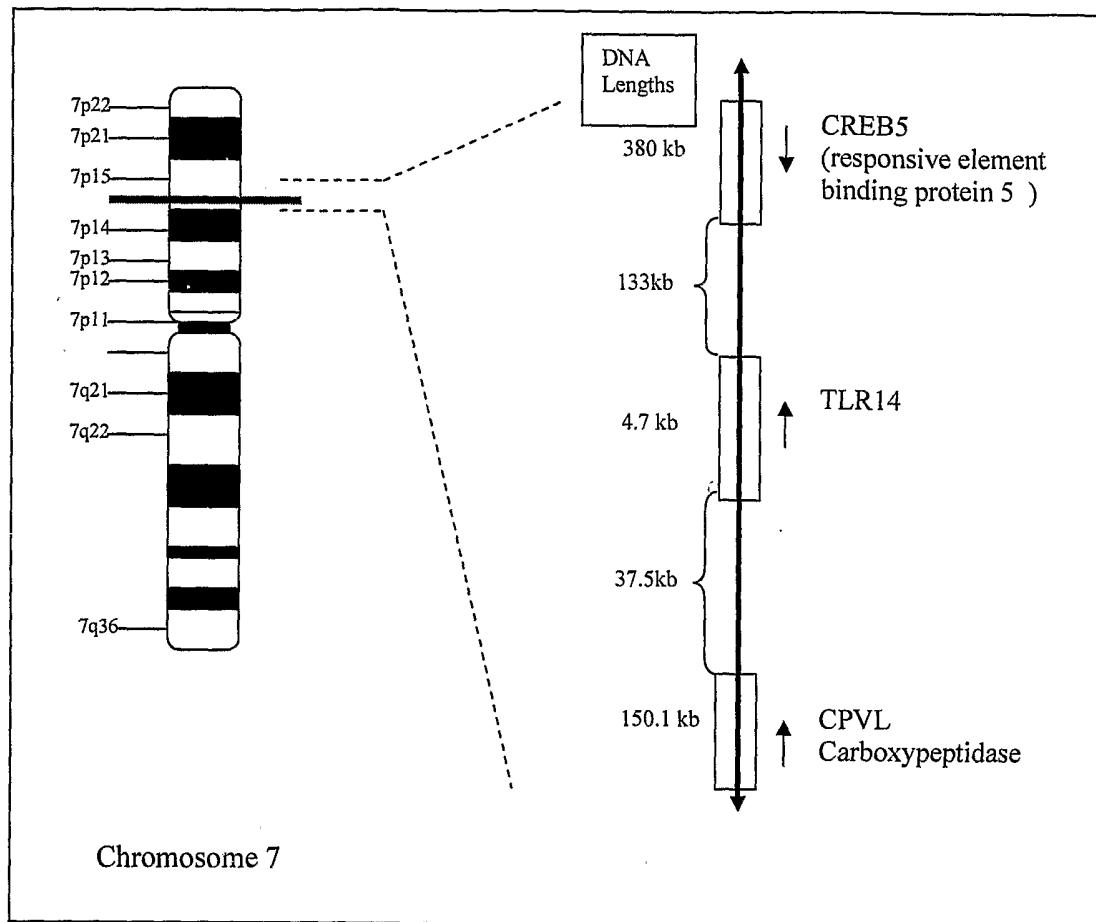 DNA
Lengths
7p22
7p21
7p15
7p14
7p13
7p12
7p11
7q21
7q22
7q36
380 kb
133kb
4.7 kb
37.5kb
150.1 kb
CREB5
(responsive element
binding protein 5 )
TLR14
CPVL
Carboxypeptidase
Chromosome 7